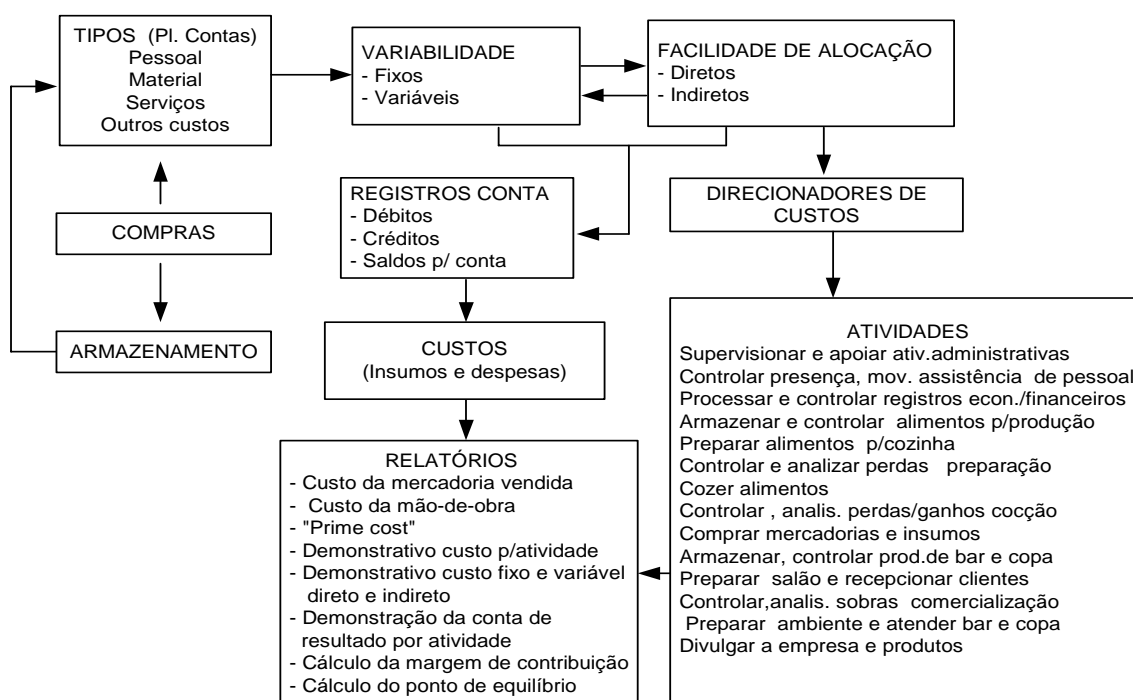 TIPOS (Pl. Contas)
Pessoal
Material
Serviços
Outros custos
VARIABILIDADE
- Fixos
- Variáveis
FACILIDADE DE ALOCAÇÃO
- Diretos
- Indiretos
COMPRAS
ARMAZENAMENTO
REGISTROS CONTA
- Débitos
- Créditos
- Saldos p/ conta
DIRECIONADORES DE
CUSTOS
CUSTOS
(Insumos e despesas)
RELATÓRIOS
- Custo da mercadoria vendida
- Custo da mão-de-obra
- "Prime cost"
- Demonstrativo custo p/atividade
- Demonstrativo custo fixo e variável
direto e indireto
- Demonstração da conta de
resultado por atividade
- Cálculo da margem de contribuição
- Cálculo do ponto de equilíbrio
ATIVIDADES
Supervisionar e apoiar ativ.administrativas
Controlar presença, mov. assistência de pessoal
Processar e controlar registros econ./financeiros
Armazenar e controlar alimentos p/produção
Preparar alimentos p/cozinha
Controlar e analizar perdas preparação
Cozer alimentos
Controlar , analis. perdas/ganhos cocção
Comprar mercadorias e insumos
Armazenar, controlar prod.de bar e copa
Preparar salão e recepcionar clientes
Controlar,analis. sobras comercialização
Preparar ambiente e atender bar e copa
Divulgar a empresa e produtos